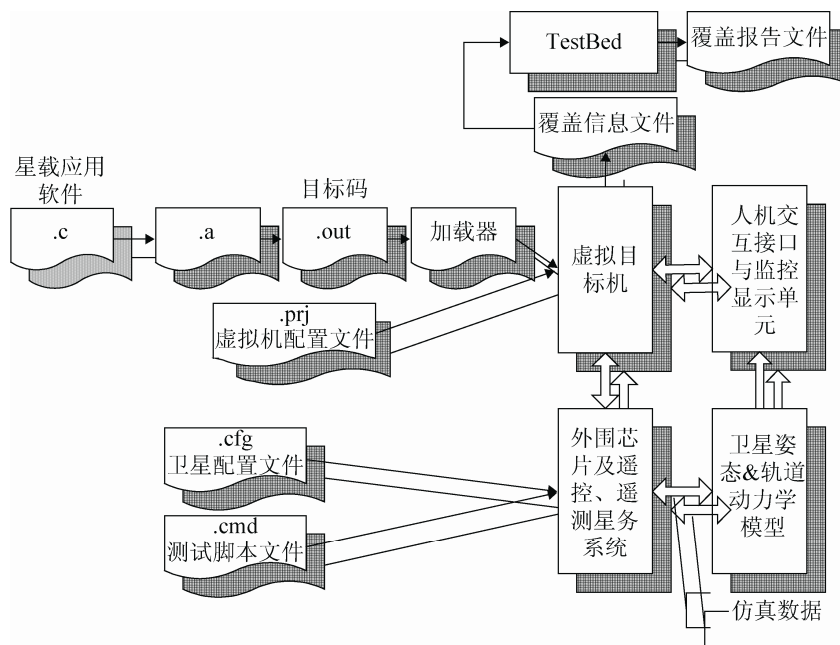 TestBed
覆盖报告文件
覆盖信息文件
星载应用
软件
目标码
.c
.a
.out
加载器
虚拟目
标机
人机交
互接口
与监控
显示单
元
.prj
虚拟机配置文件
.cfg
卫星配置文件
外围芯
片及遥
控、遥
测星务
系统
卫星姿
态&轨道
动力学
模型
.cmd
测试脚本文件
仿真数据